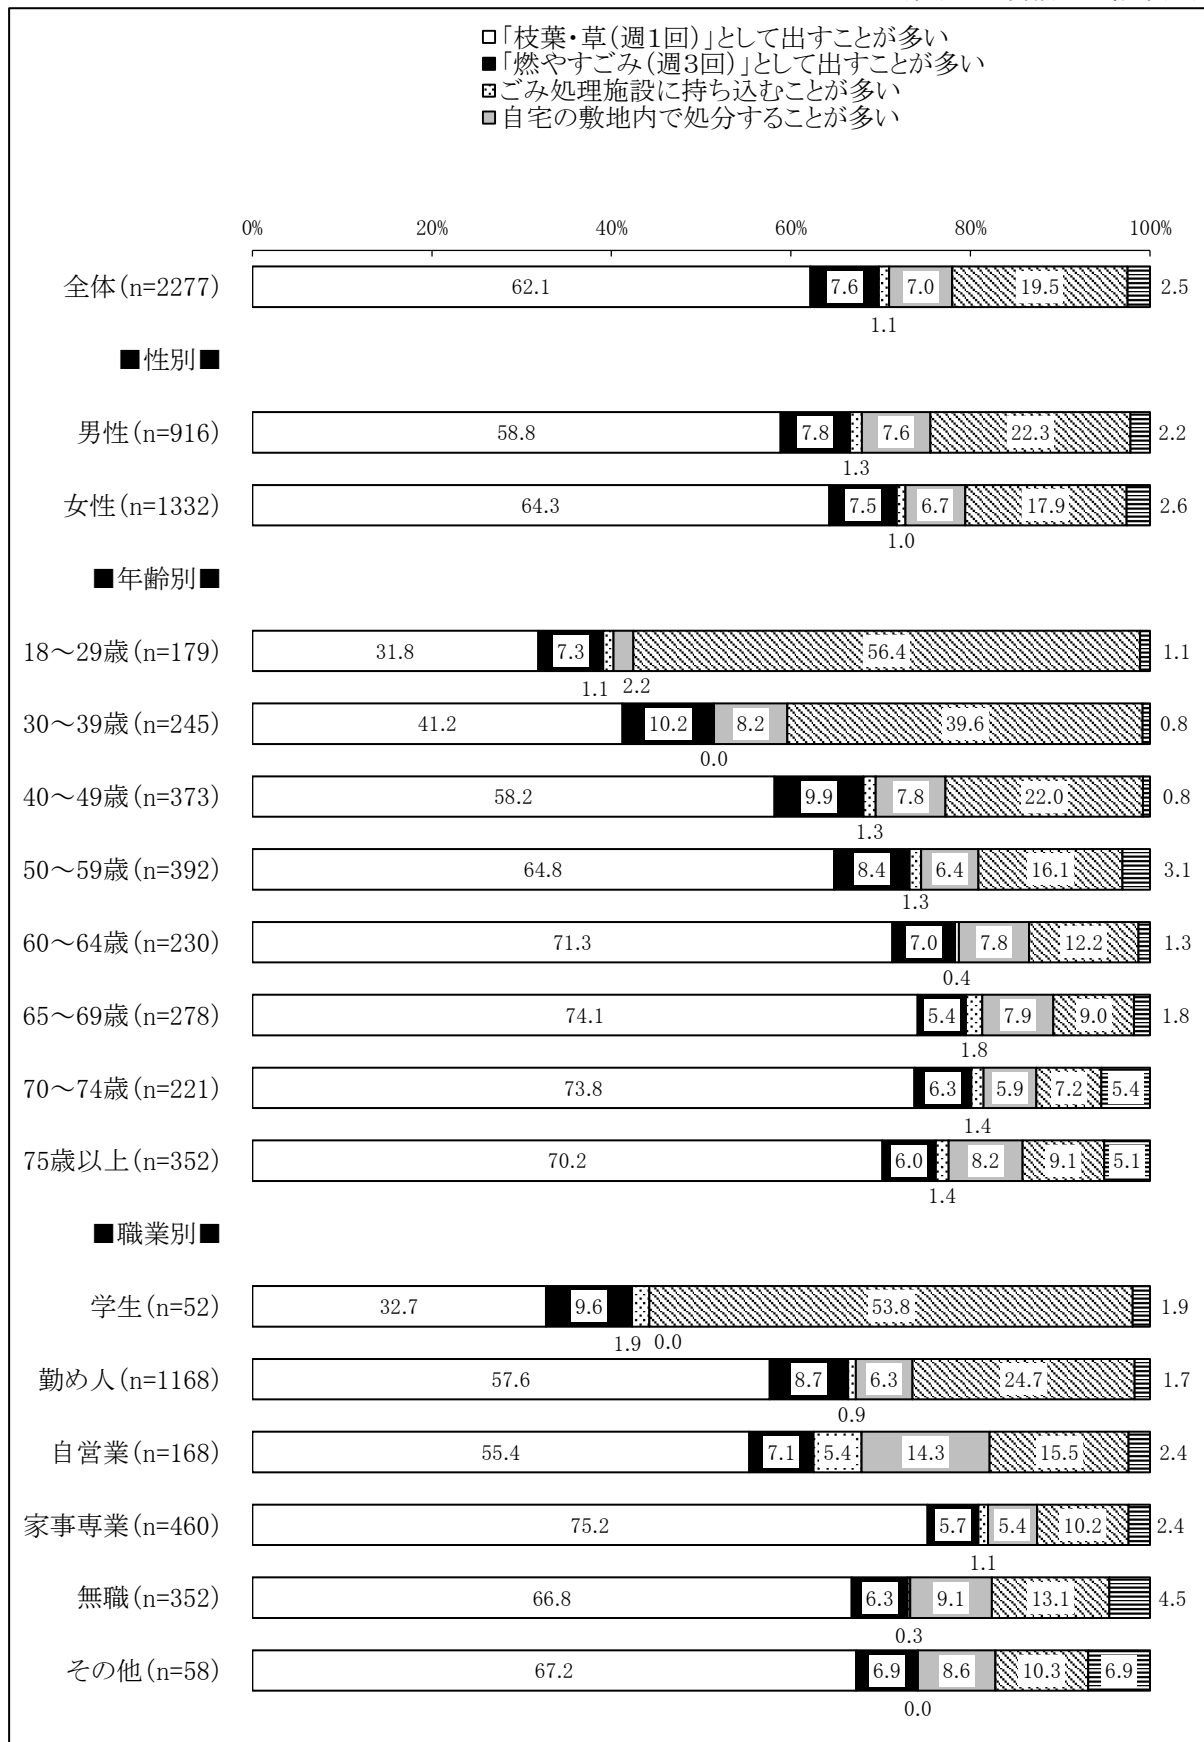 □「枝葉・草(週1回)」として出すことが多い
■「燃やすごみ(週3回)」として出すことが多い
ごみ処理施設に持ち込むことが多い
自宅の敷地内で処分することが多い
0% 20% 40% 60% 80% 100%
全体(n=2277) 62.1 7.6 7.0 19.5 2.5
1.1
■性別■
男性(n=916) 58.8 7.8 7.6 22.3 2.2
1.3
女性(n=1332) 64.3 7.5 6.7 17.9 2.6
1.0
■年齢別■
18～29歳(n=179) 31.8 7.3 56.4 1.1
1.1 2.2
30～39歳(n=245) 41.2 10.2 8.2 39.6 0.8
0.0
40～49歳(n=373) 58.2 9.9 7.8 22.0 0.8
1.3
50～59歳(n=392) 64.8 8.4 6.4 16.1 3.1
1.3
60～64歳(n=230) 71.3 7.0 7.8 12.2 1.3
0.4
65～69歳(n=278) 74.1 5.4 7.9 9.0 1.8
1.8
70～74歳(n=221) 73.8 6.3 5.9 7.2 5.4
1.4
75歳以上(n=352) 70.2 6.0 8.2 9.1 5.1
1.4
■職業別■
学生(n=52) 32.7 9.6 53.8 1.9
1.9 0.0
勤め人(n=1168) 57.6 8.7 6.3 24.7 1.7
0.9
自営業(n=168) 55.4 7.1 5.4 14.3 15.5 2.4
家事専業(n=460) 75.2 5.7 5.4 10.2 2.4
1.1
無職(n=352) 66.8 6.3 9.1 13.1 4.5
0.3
その他(n=58) 67.2 6.9 8.6 10.3 6.9
0.0